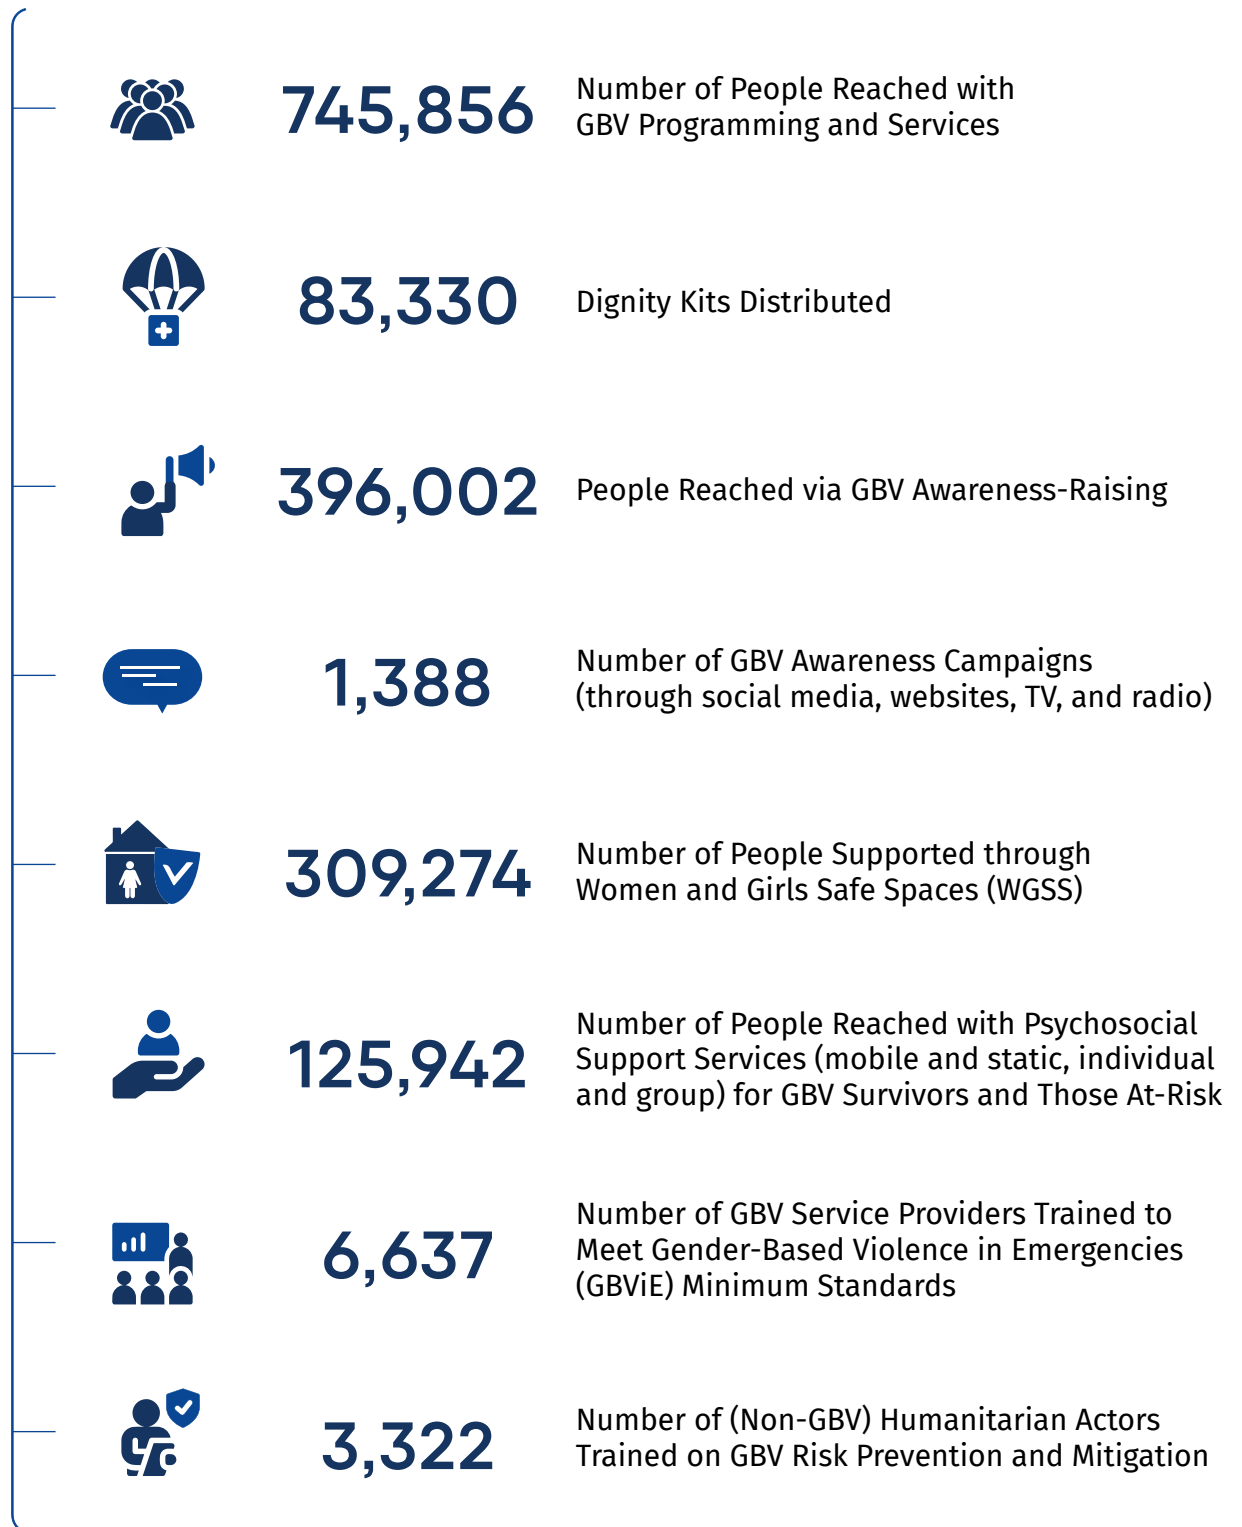 745,856
Number of People Reached with
GBV Programming and Services
83,330
Dignity Kits Distributed
396,002
People Reached via GBV Awareness-Raising
1,388
Number of GBV Awareness Campaigns
(through social media, websites, TV, and radio)
309,274
Number of People Supported through
Women and Girls Safe Spaces (WGSS)
125,942
Number of People Reached with Psychosocial
Support Services (mobile and static, individual
and group) for GBV Survivors and Those At-Risk
6,637
Number of GBV Service Providers Trained to
Meet Gender-Based Violence in Emergencies
(GBViE) Minimum Standards
3,322
Number of (Non-GBV) Humanitarian Actors
Trained on GBV Risk Prevention and Mitigation